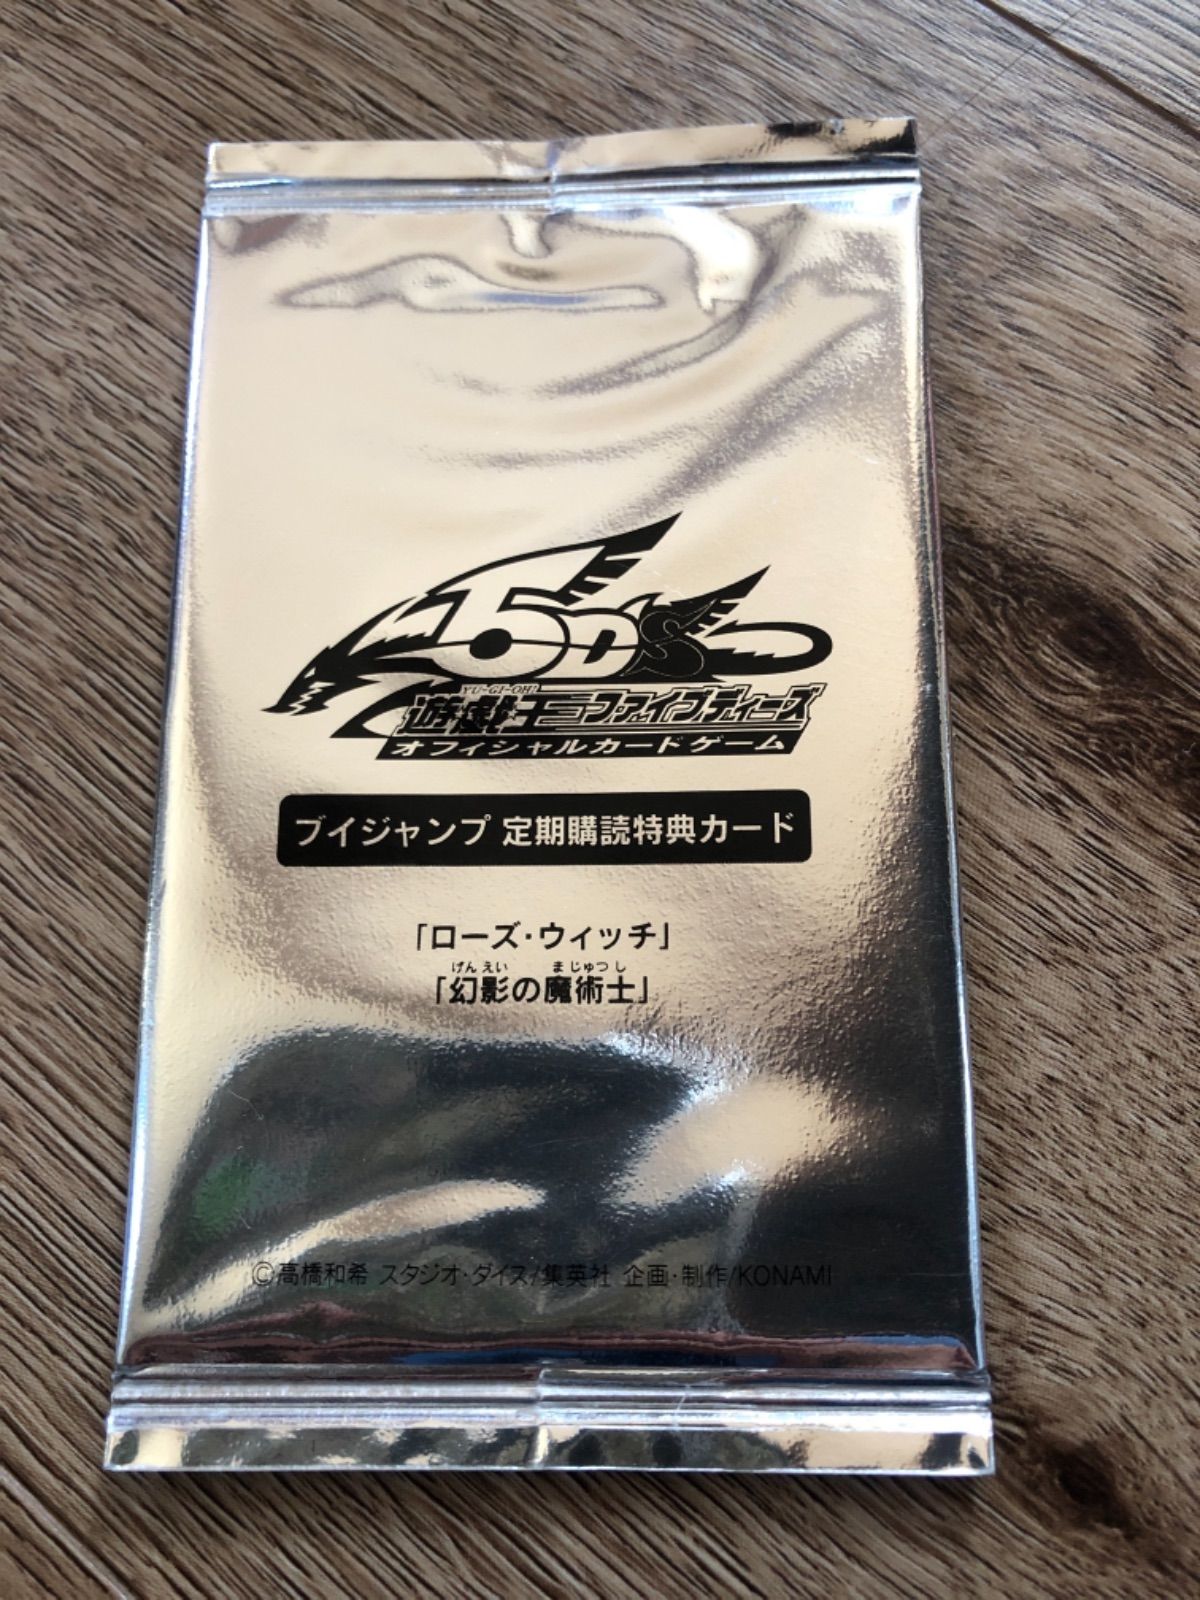 5D's
YU-GI-OH!
遊戯王ファイブディーズ
オフィシャルカードゲーム
ブイジャンプ 定期購読特典カード
「ローズ・ウィッチ」
げんえい まじゅつし
「幻影の魔術士」
©高橋和希 スタジオ・ダイス/集英社 企画・制作/KONAMI